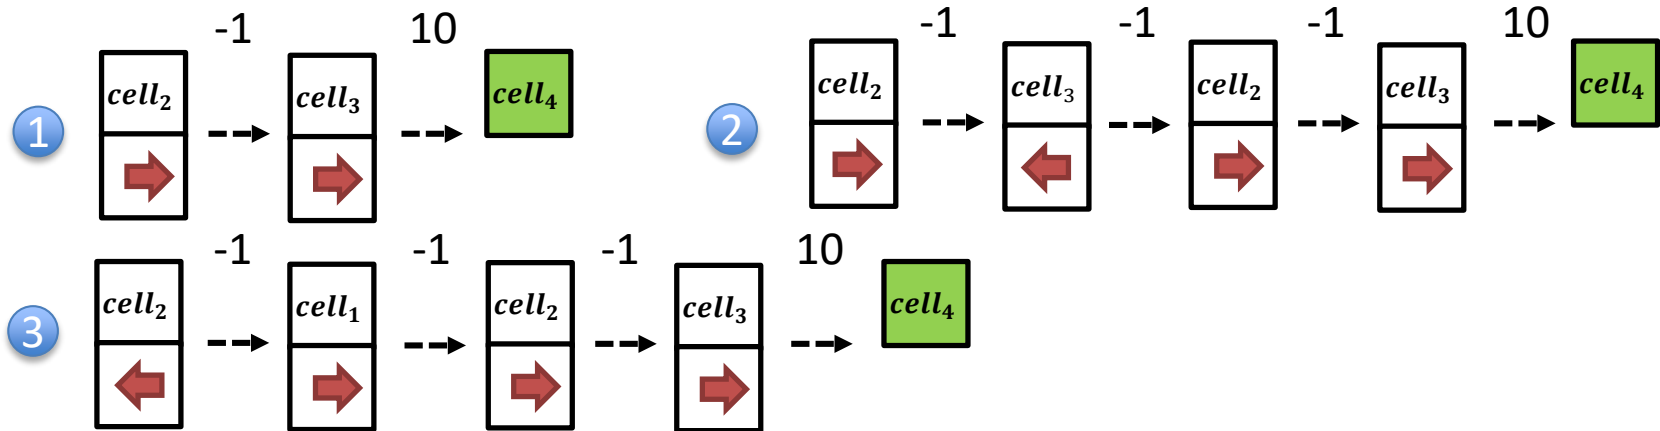 -1 10
1 cell₂ cell₃ cell₄
-1 -1 -1 10
2 cell₂ cell₃ cell₂ cell₃ cell₄
-1 -1 -1 10
3 cell₂ cell₁ cell₂ cell₃ cell₄